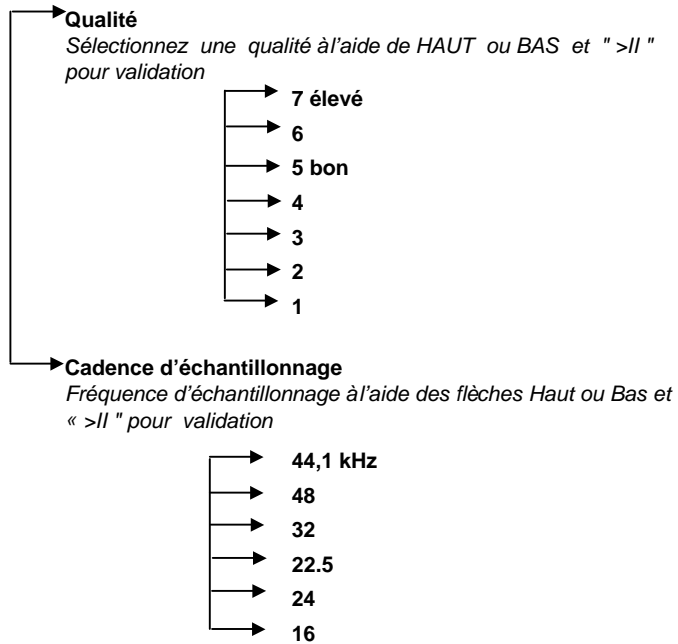 Qualité
Sélectionnez une qualité àl'aide de HAUT ou BAS et " >II "
pour validation
7 élevé
6
5 bon
4
3
2
1
Cadence d'échantillonnage
Fréquence d'échantillonnage àl'aide des flèches Haut ou Bas et
« >II " pour validation
44,1 kHz
48
32
22.5
24
16